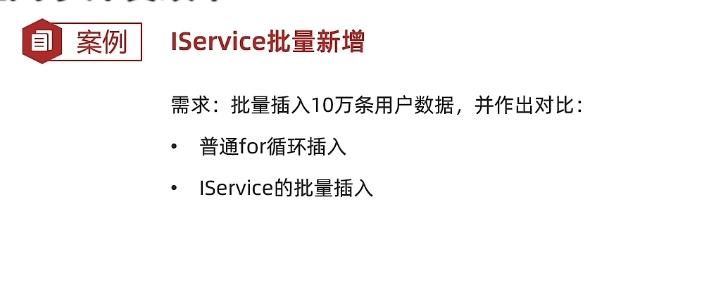 案例
IService批量新增
需求：批量插入10万条用户数据，并作出对比：
• 普通for循环插入
• IService的批量插入